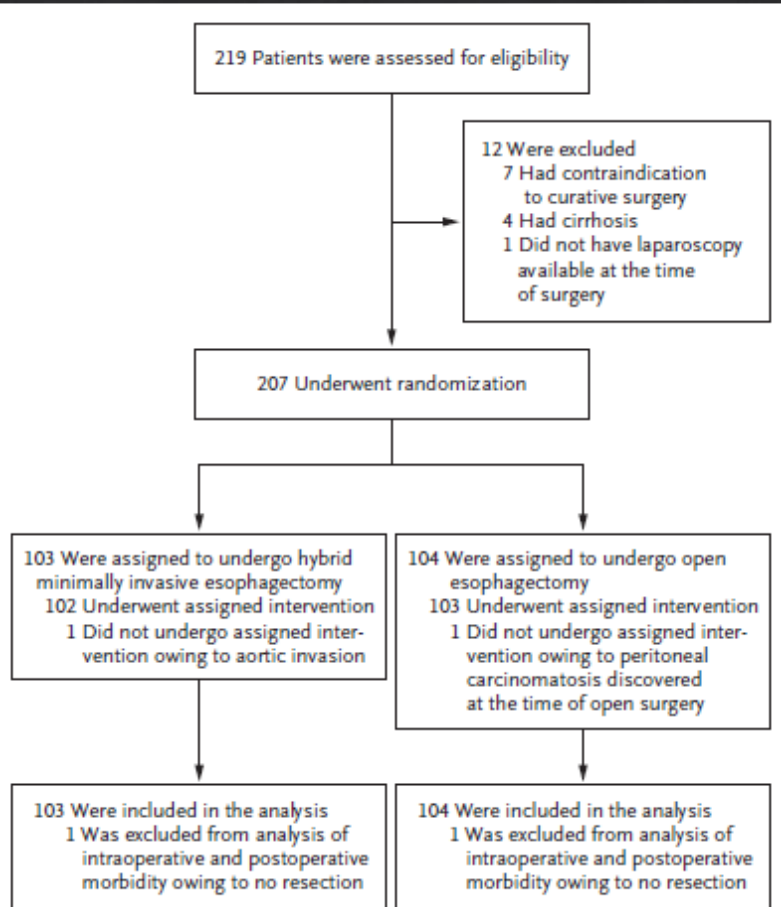 219 Patients were assessed for eligibility
12 Were excluded
7 Had contraindication
to curative surgery
4 Had cirrhosis
1 Did not have laparoscopy
available at the time
of surgery
207 Underwent randomization
103 Were assigned to undergo hybrid
minimally invasive esophagectomy
102 Underwent assigned intervention
1 Did not undergo assigned inter-
vention owing to aortic invasion
104 Were assigned to undergo open
esophagectomy
103 Underwent assigned intervention
1 Did not undergo assigned inter-
vention owing to peritoneal
carcinomatosis discovered
at the time of open surgery
103 Were included in the analysis
1 Was excluded from analysis of
intraoperative and postoperative
morbidity owing to no resection
104 Were included in the analysis
1 Was excluded from analysis of
intraoperative and postoperative
morbidity owing to no resection